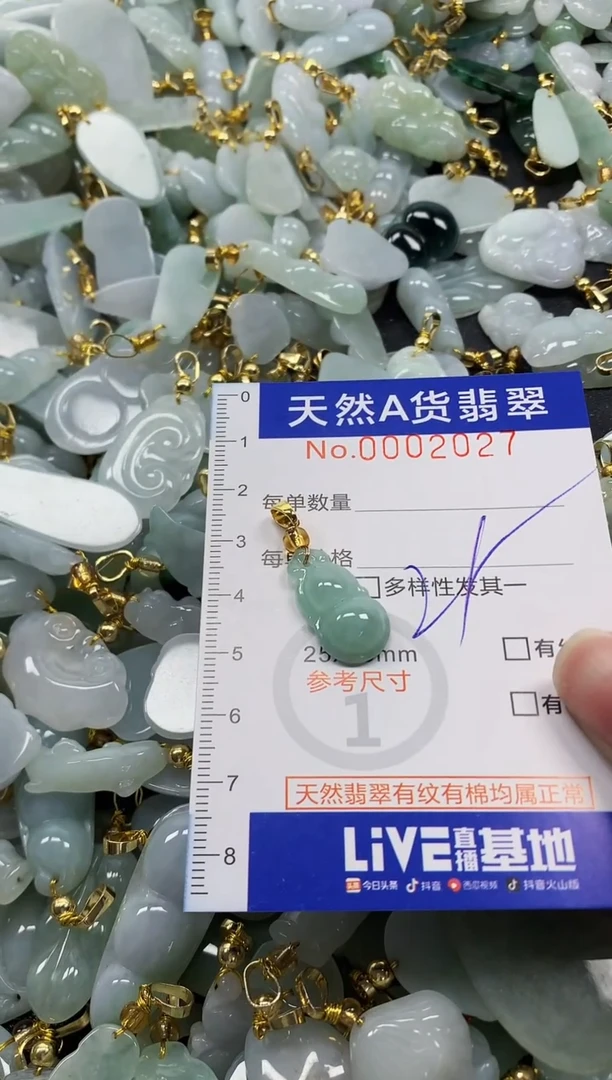 0
天然A货翡翠
1
No.0002027
2
每单数量
3
4
多样性发其一
5
mm
参考尺寸
有
6
1
有
7
天然翡翠有纹有棉均属正常
8
LiVE直播基地
今日头条 抖音 西瓜视频 抖音火山版